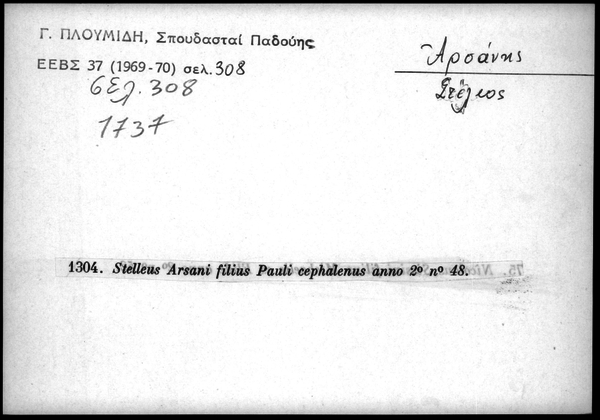 Γ. ΠΛΟΥΜΙΔΗ, Σπουδασταί Παδούης
ΕΕΒΣ 37 (1969-70) σελ. 308
σελ. 308
1737
Ἀρσάνης
Στέλιος
1304. Stelleus Arsani filius Pauli cephalenus anno 2º nº 48.